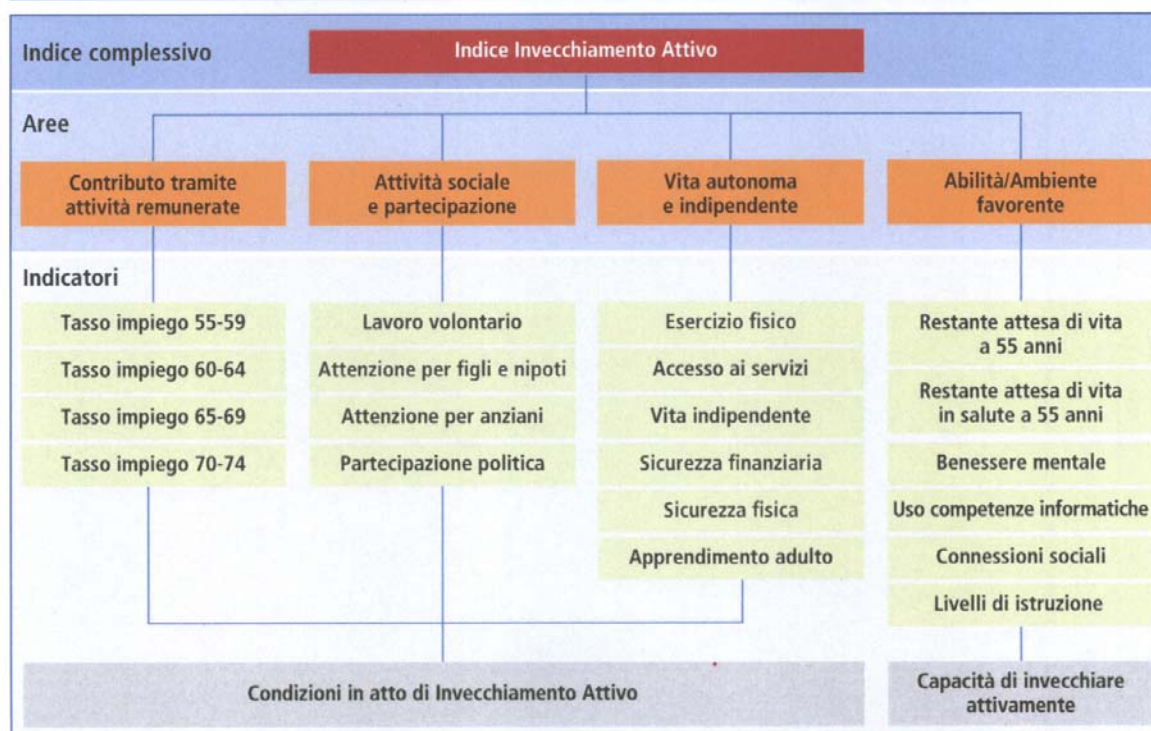 Indice complessivo
Indice Invecchiamento Attivo
Aree
Contributo tramite
attività remunerate
Attività sociale
e partecipazione
Vita autonoma
e indipendente
Abilità/Ambiente
favorente
Indicatori
Tasso impiego 55-59
Tasso impiego 60-64
Tasso impiego 65-69
Tasso impiego 70-74
Lavoro volontario
Attenzione per figli e nipoti
Attenzione per anziani
Partecipazione politica
Esercizio fisico
Accesso ai servizi
Vita indipendente
Sicurezza finanziaria
Sicurezza fisica
Apprendimento adulto
Restante attesa di vita
a 55 anni
Restante attesa di vita
in salute a 55 anni
Benessere mentale
Uso competenze informatiche
Connessioni sociali
Livelli di istruzione
Condizioni in atto di Invecchiamento Attivo
Capacità di invecchiare
attivamente